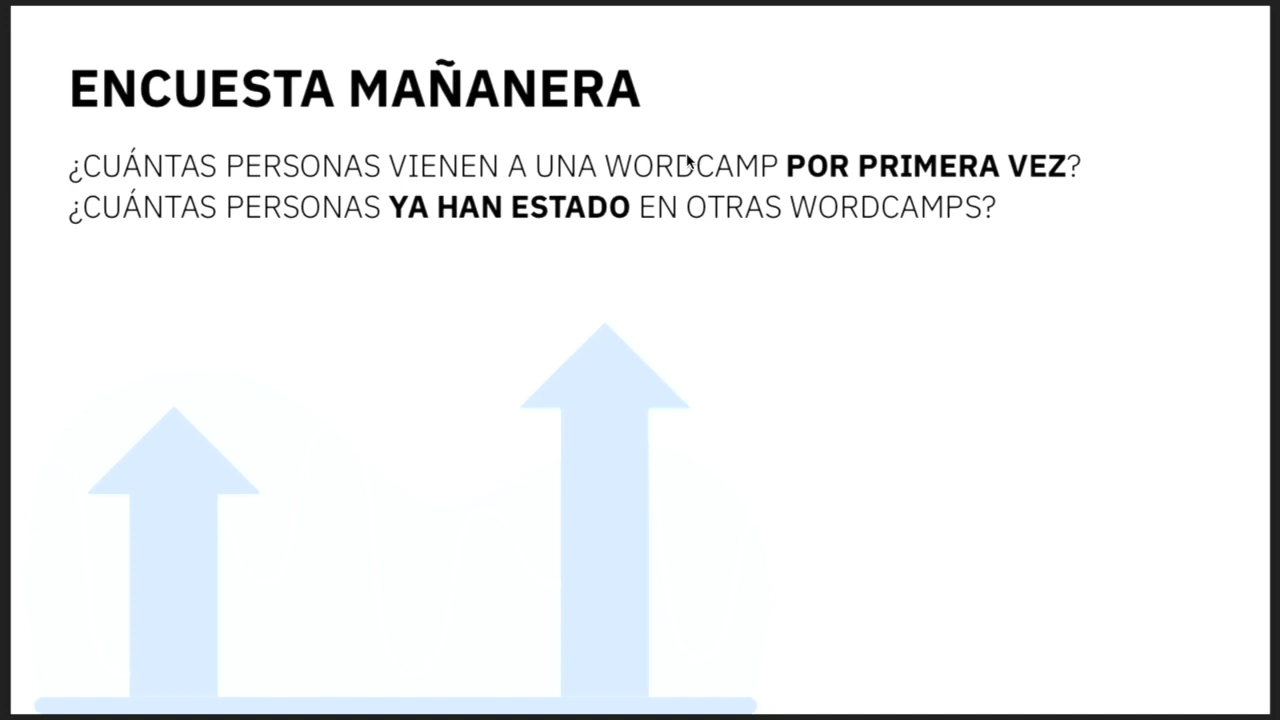 ENCUESTA MAÑANERA
¿CUÁNTAS PERSONAS VIENEN A UNA WORDCAMP POR PRIMERA VEZ?
¿CUÁNTAS PERSONAS YA HAN ESTADO EN OTRAS WORDCAMPS?